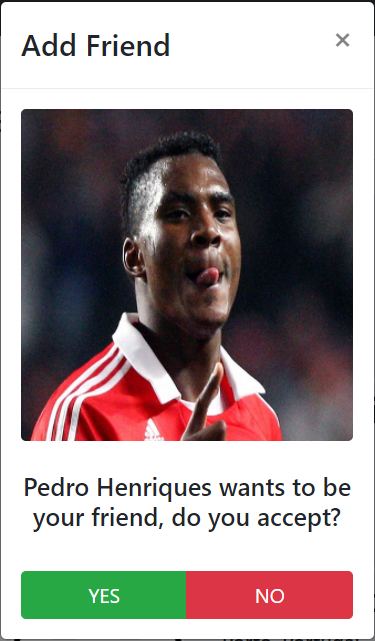 Add Friend
×
Pedro Henriques wants to be
your friend, do you accept?
YES
NO